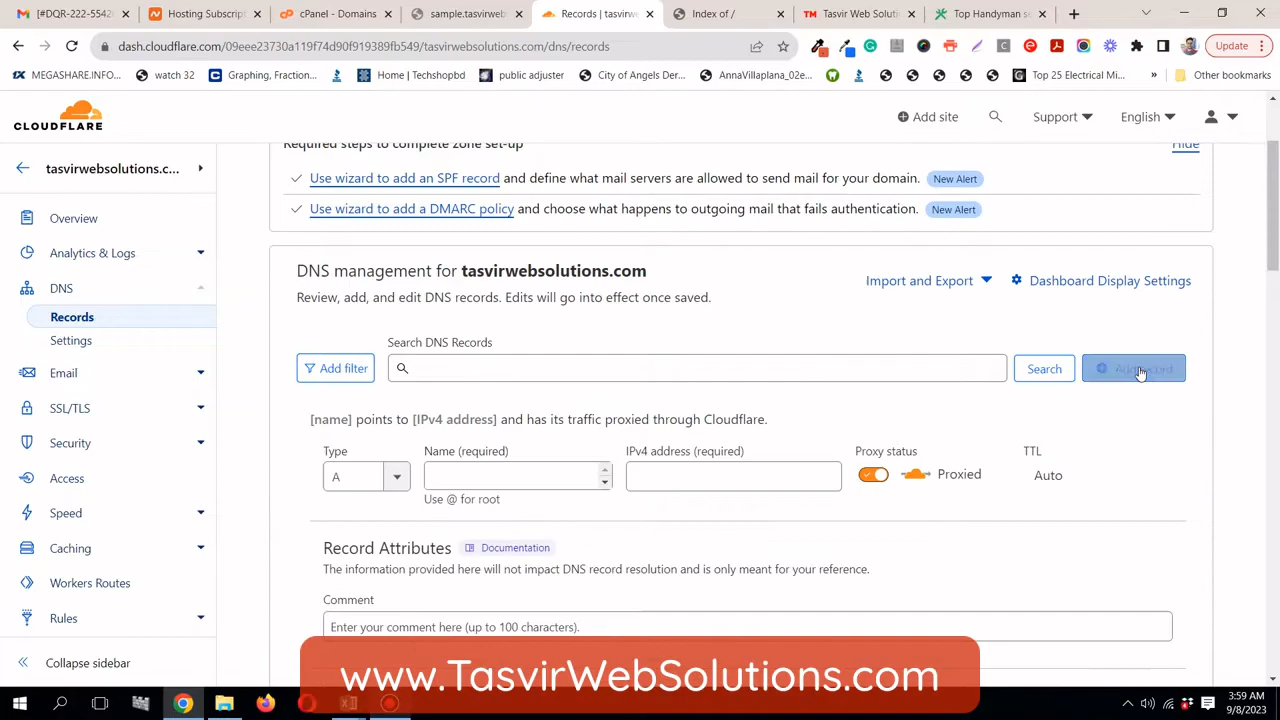 [#DQR-222-5542
Hosting Subscrip
cPanel - Domains
sample.tasvirweb
Records | tasvirw
Index of /
Tasvir Web Solut
Top Handyman se
dash.cloudflare.com/09eee23730a119f7
936bfb549/tasvirwebsolutions.com/dns/records
Update
MEGASHARE.INFO...
watch 32
Graphing, Fraction...
Home | Techshopbd
public adjuster
City of Angels Der...
AnnaVillaplana_02e...
Top 25 Electrical Mi...
»
Other bookmarks
CLOUDFLARE
Add site
Support
English
tasvirwebsolutions.c...
Required steps to complete zone set-up
Hide
Use wizard to add an SPF record and define what mail servers are allowed to send mail for your domain. New Alert
Use wizard to add a DMARC policy and choose what happens to outgoing mail that fails authentication. New Alert
Overview
Analytics & Logs
DNS
Records
Settings
Email
SSL/TLS
Security
Access
Speed
Caching
Workers Routes
Rules
Collapse sidebar
DNS management for tasvirwebsolutions.com
Import and Export
Dashboard Display Settings
Review, add, and edit DNS records. Edits will go into effect once saved.
Search DNS Records
Add filter
Search
Add record
[name] points to [IPv4 address] and has its traffic proxied through Cloudflare.
Type
Name (required)
IPv4 address (required)
Proxy status
TTL
A
Proxied
Auto
Use @ for root
Record Attributes
Documentation
The information provided here will not impact DNS record resolution and is only meant for your reference.
Comment
Enter your comment here (up to 100 characters).
www.TasvirWebSolutions.com
3:59 AM
9/8/2023